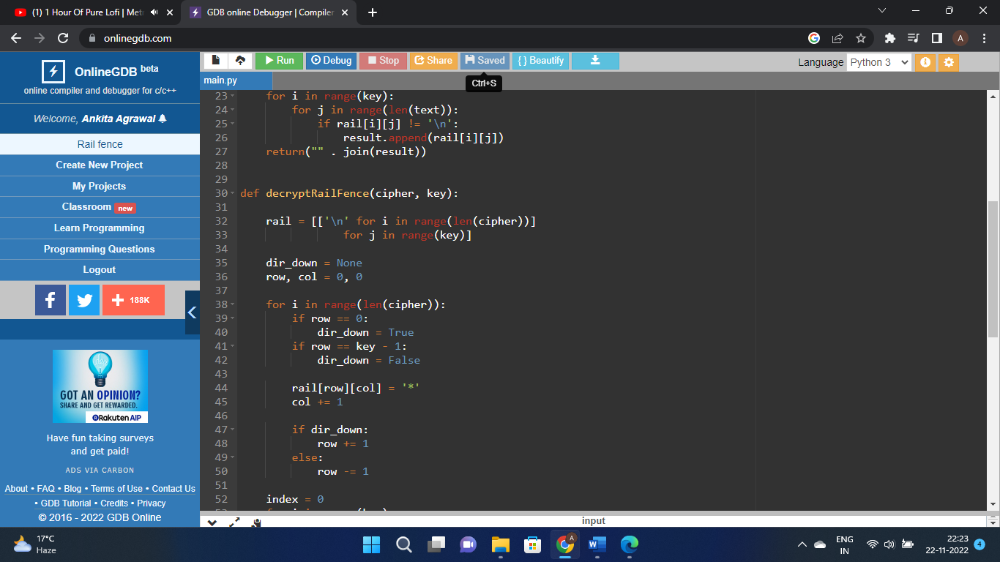 (1) 1 Hour Of Pure Lofi | Met
GDB online Debugger | Compiler
onlinegdb.com
A
OnlineGDB beta
online compiler and debugger for c/c++
Welcome, Ankita Agrawal
Rail fence
Create New Project
My Projects
Classroom new
Learn Programming
Programming Questions
Logout
188K
GOT AN OPINION?
SHARE AND GET REWARDED.
Rakuten AIP
Have fun taking surveys
and get paid!
ADS VIA CARBON
About • FAQ • Blog • Terms of Use • Contact Us
• GDB Tutorial • Credits • Privacy
© 2016 - 2022 GDB Online
Run Debug Stop Share Saved { } Beautify
Language Python 3
main.py
Ctrl+S
23 for i in range(key):
24 for j in range(len(text)):
25 if rail[i][j] != '\n':
26 result.append(rail[i][j])
27 return("" . join(result))
28
29
30 def decryptRailFence(cipher, key):
31
32 rail = [['\n' for i in range(len(cipher))]
33 for j in range(key)]
34
35 dir_down = None
36 row, col = 0, 0
37
38 for i in range(len(cipher)):
39 if row == 0:
40 dir_down = True
41 if row == key - 1:
42 dir_down = False
43
44 rail[row][col] = '*'
45 col += 1
46
47 if dir_down:
48 row += 1
49 else:
50 row -= 1
51
52 index = 0
input
17°C
Haze
ENG
IN
22:23
22-11-2022
4